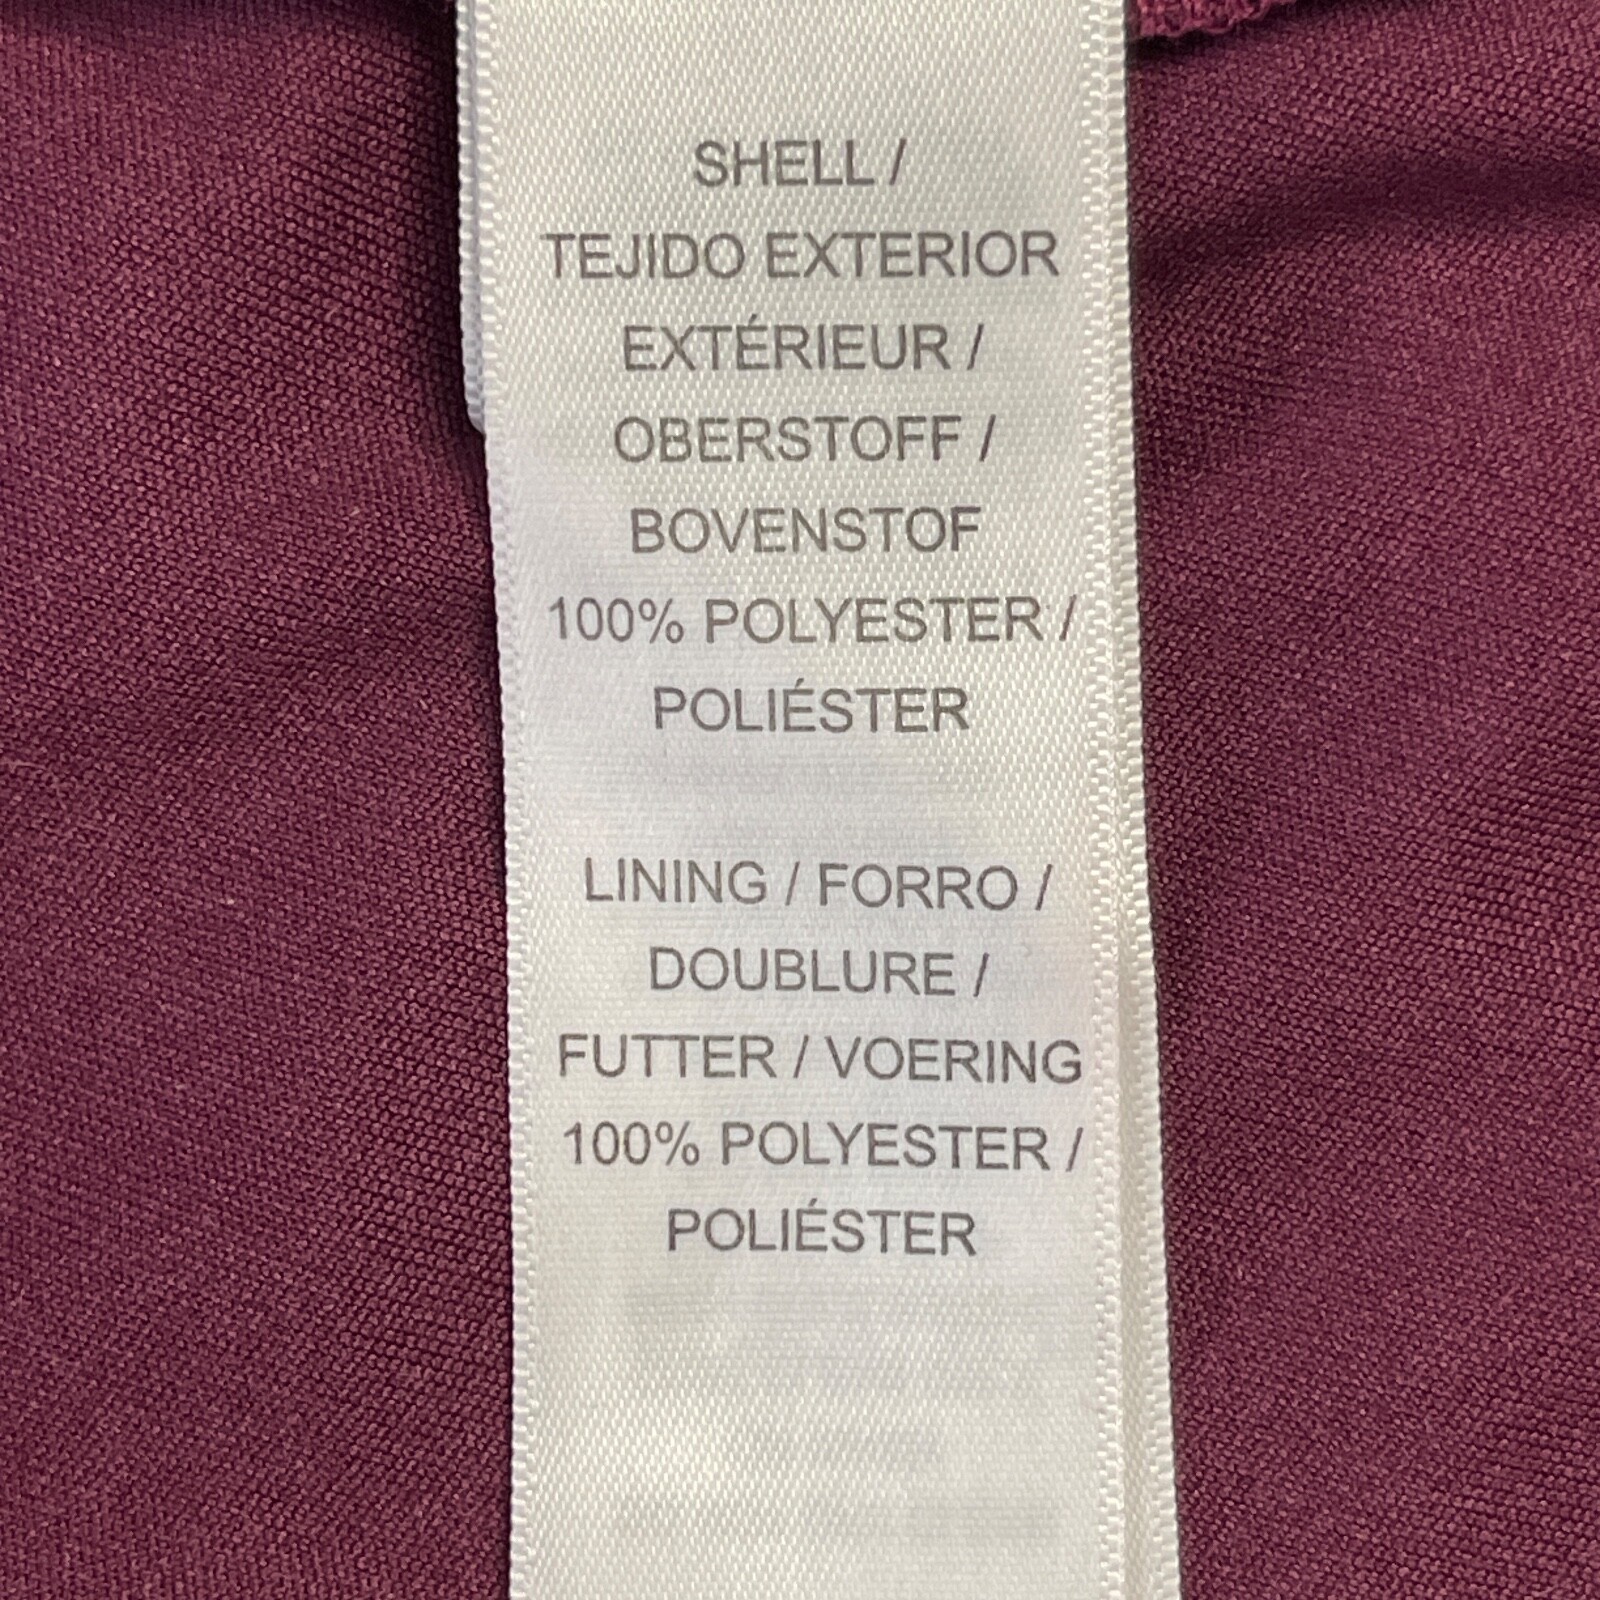 SHELL /
TEJIDO EXTERIOR
EXTÉRIEUR /
OBERSTOFF /
BOVENSTOF
100% POLYESTER /
POLIÉSTER
LINING / FORRO /
DOUBLURE /
FUTTER / VOERING
100% POLYESTER /
POLIÉSTER